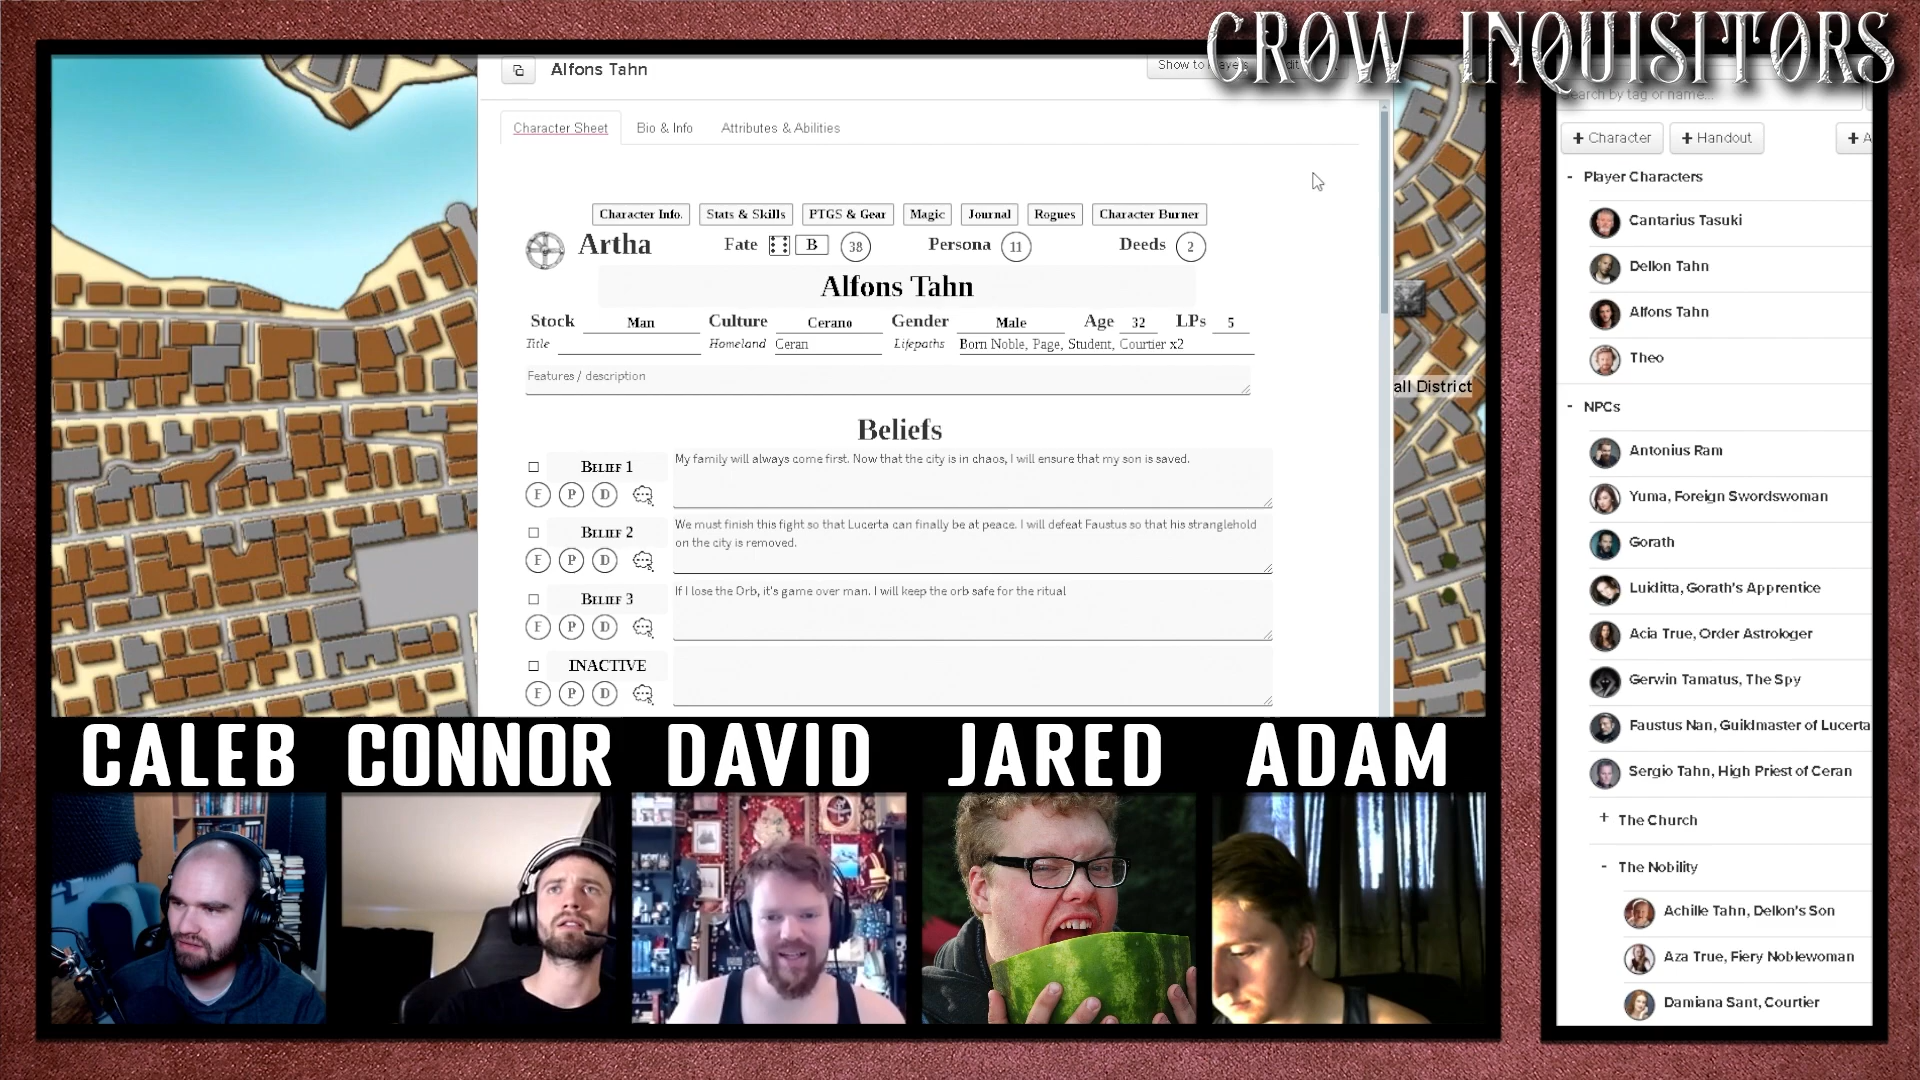 CROW INQUISITORS
Alfons Tahn
Show to
Search by tag or name...
Character Sheet
Bio & Info
Attributes & Abilities
+ Character
+ Handout
+ A
- Player Characters
Cantarius Tasuki
Dellon Tahn
Alfons Tahn
Theo
- NPCs
Antonius Ram
Yuma, Foreign Swordswoman
Gorath
Luiditta, Gorath's Apprentice
Acia True, Order Astrologer
Gerwin Tamatus, The Spy
Faustus Nan, Guildmaster of Lucerta
Sergio Tahn, High Priest of Ceran
+ The Church
- The Nobility
Achille Tahn, Dellon's Son
Aza True, Fiery Noblewoman
Damiana Sant, Courtier
Character Info.
Stats & Skills
PTGS & Gear
Magic
Journal
Rogues
Character Burner
Artha
Fate B 38
Persona 11
Deeds 2
Alfons Tahn
Stock Man Culture Cerano Gender Male Age 32 LPs 5
Title Homeland Ceran Lifepaths Born Noble, Page, Student, Courtier x2
Features / description
all District
Beliefs
BELIEF 1
My family will always come first. Now that the city is in chaos, I will ensure that my son is saved.
F P D
BELIEF 2
We must finish this fight so that Lucerta can finally be at peace. I will defeat Faustus so that his stranglehold
on the city is removed.
F P D
BELIEF 3
If I lose the Orb, it's game over man. I will keep the orb safe for the ritual
F P D
INACTIVE
F P D
CALEB
CONNOR
DAVID
JARED
ADAM